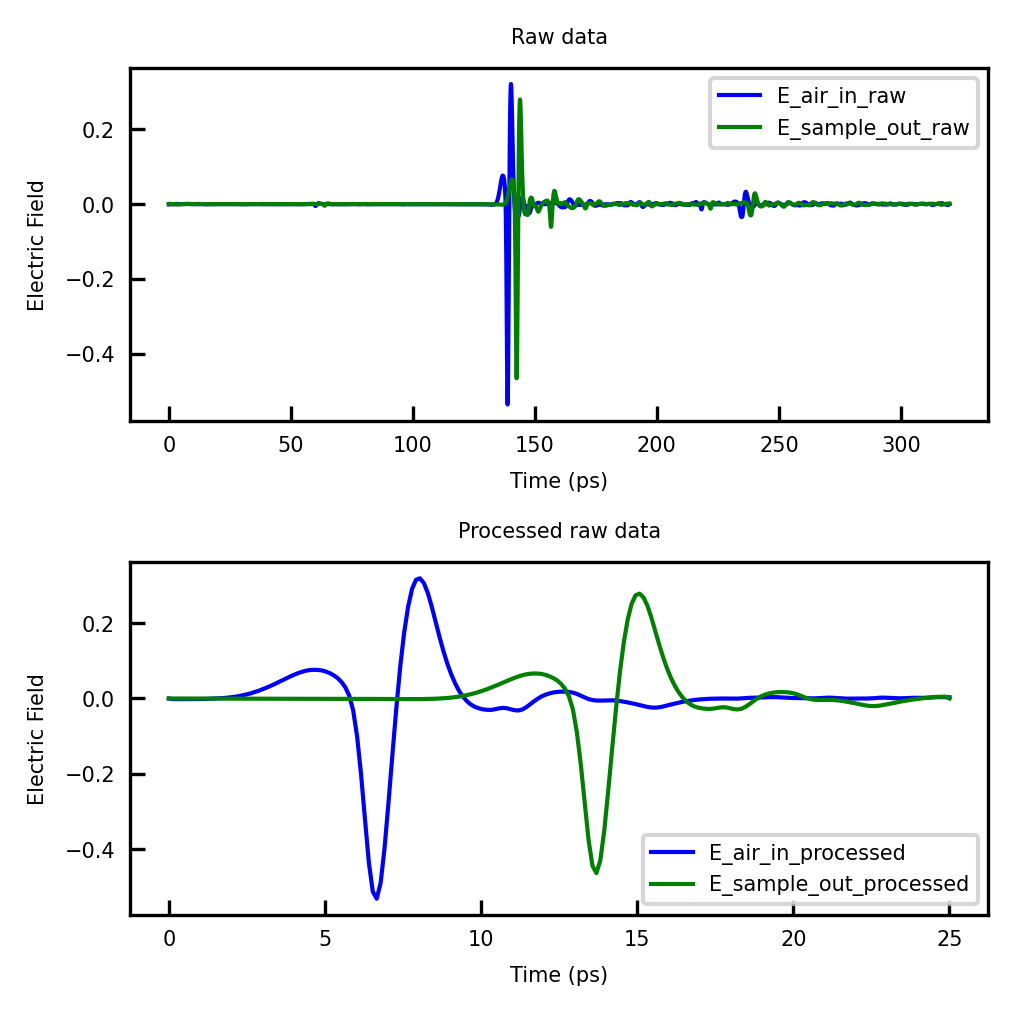 Raw data
E_air_in_raw
E_sample_out_raw
Electric Field
0.2
0.0
−0.2
−0.4
0 50 100 150 200 250 300
Time (ps)
Processed raw data
Electric Field
0.2
0.0
−0.2
−0.4
E_air_in_processed
E_sample_out_processed
0 5 10 15 20 25
Time (ps)